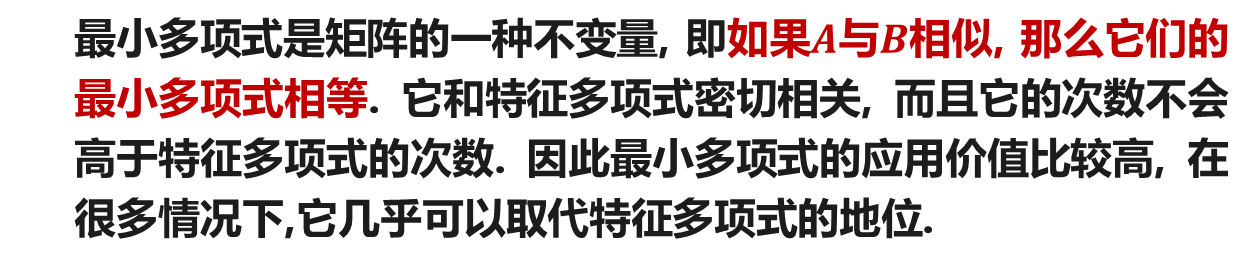 最小多项式是矩阵的一种不变量, 即如果A与B相似, 那么它们的
最小多项式相等. 它和特征多项式密切相关, 而且它的次数不会
高于特征多项式的次数. 因此最小多项式的应用价值比较高, 在
很多情况下,它几乎可以取代特征多项式的地位.